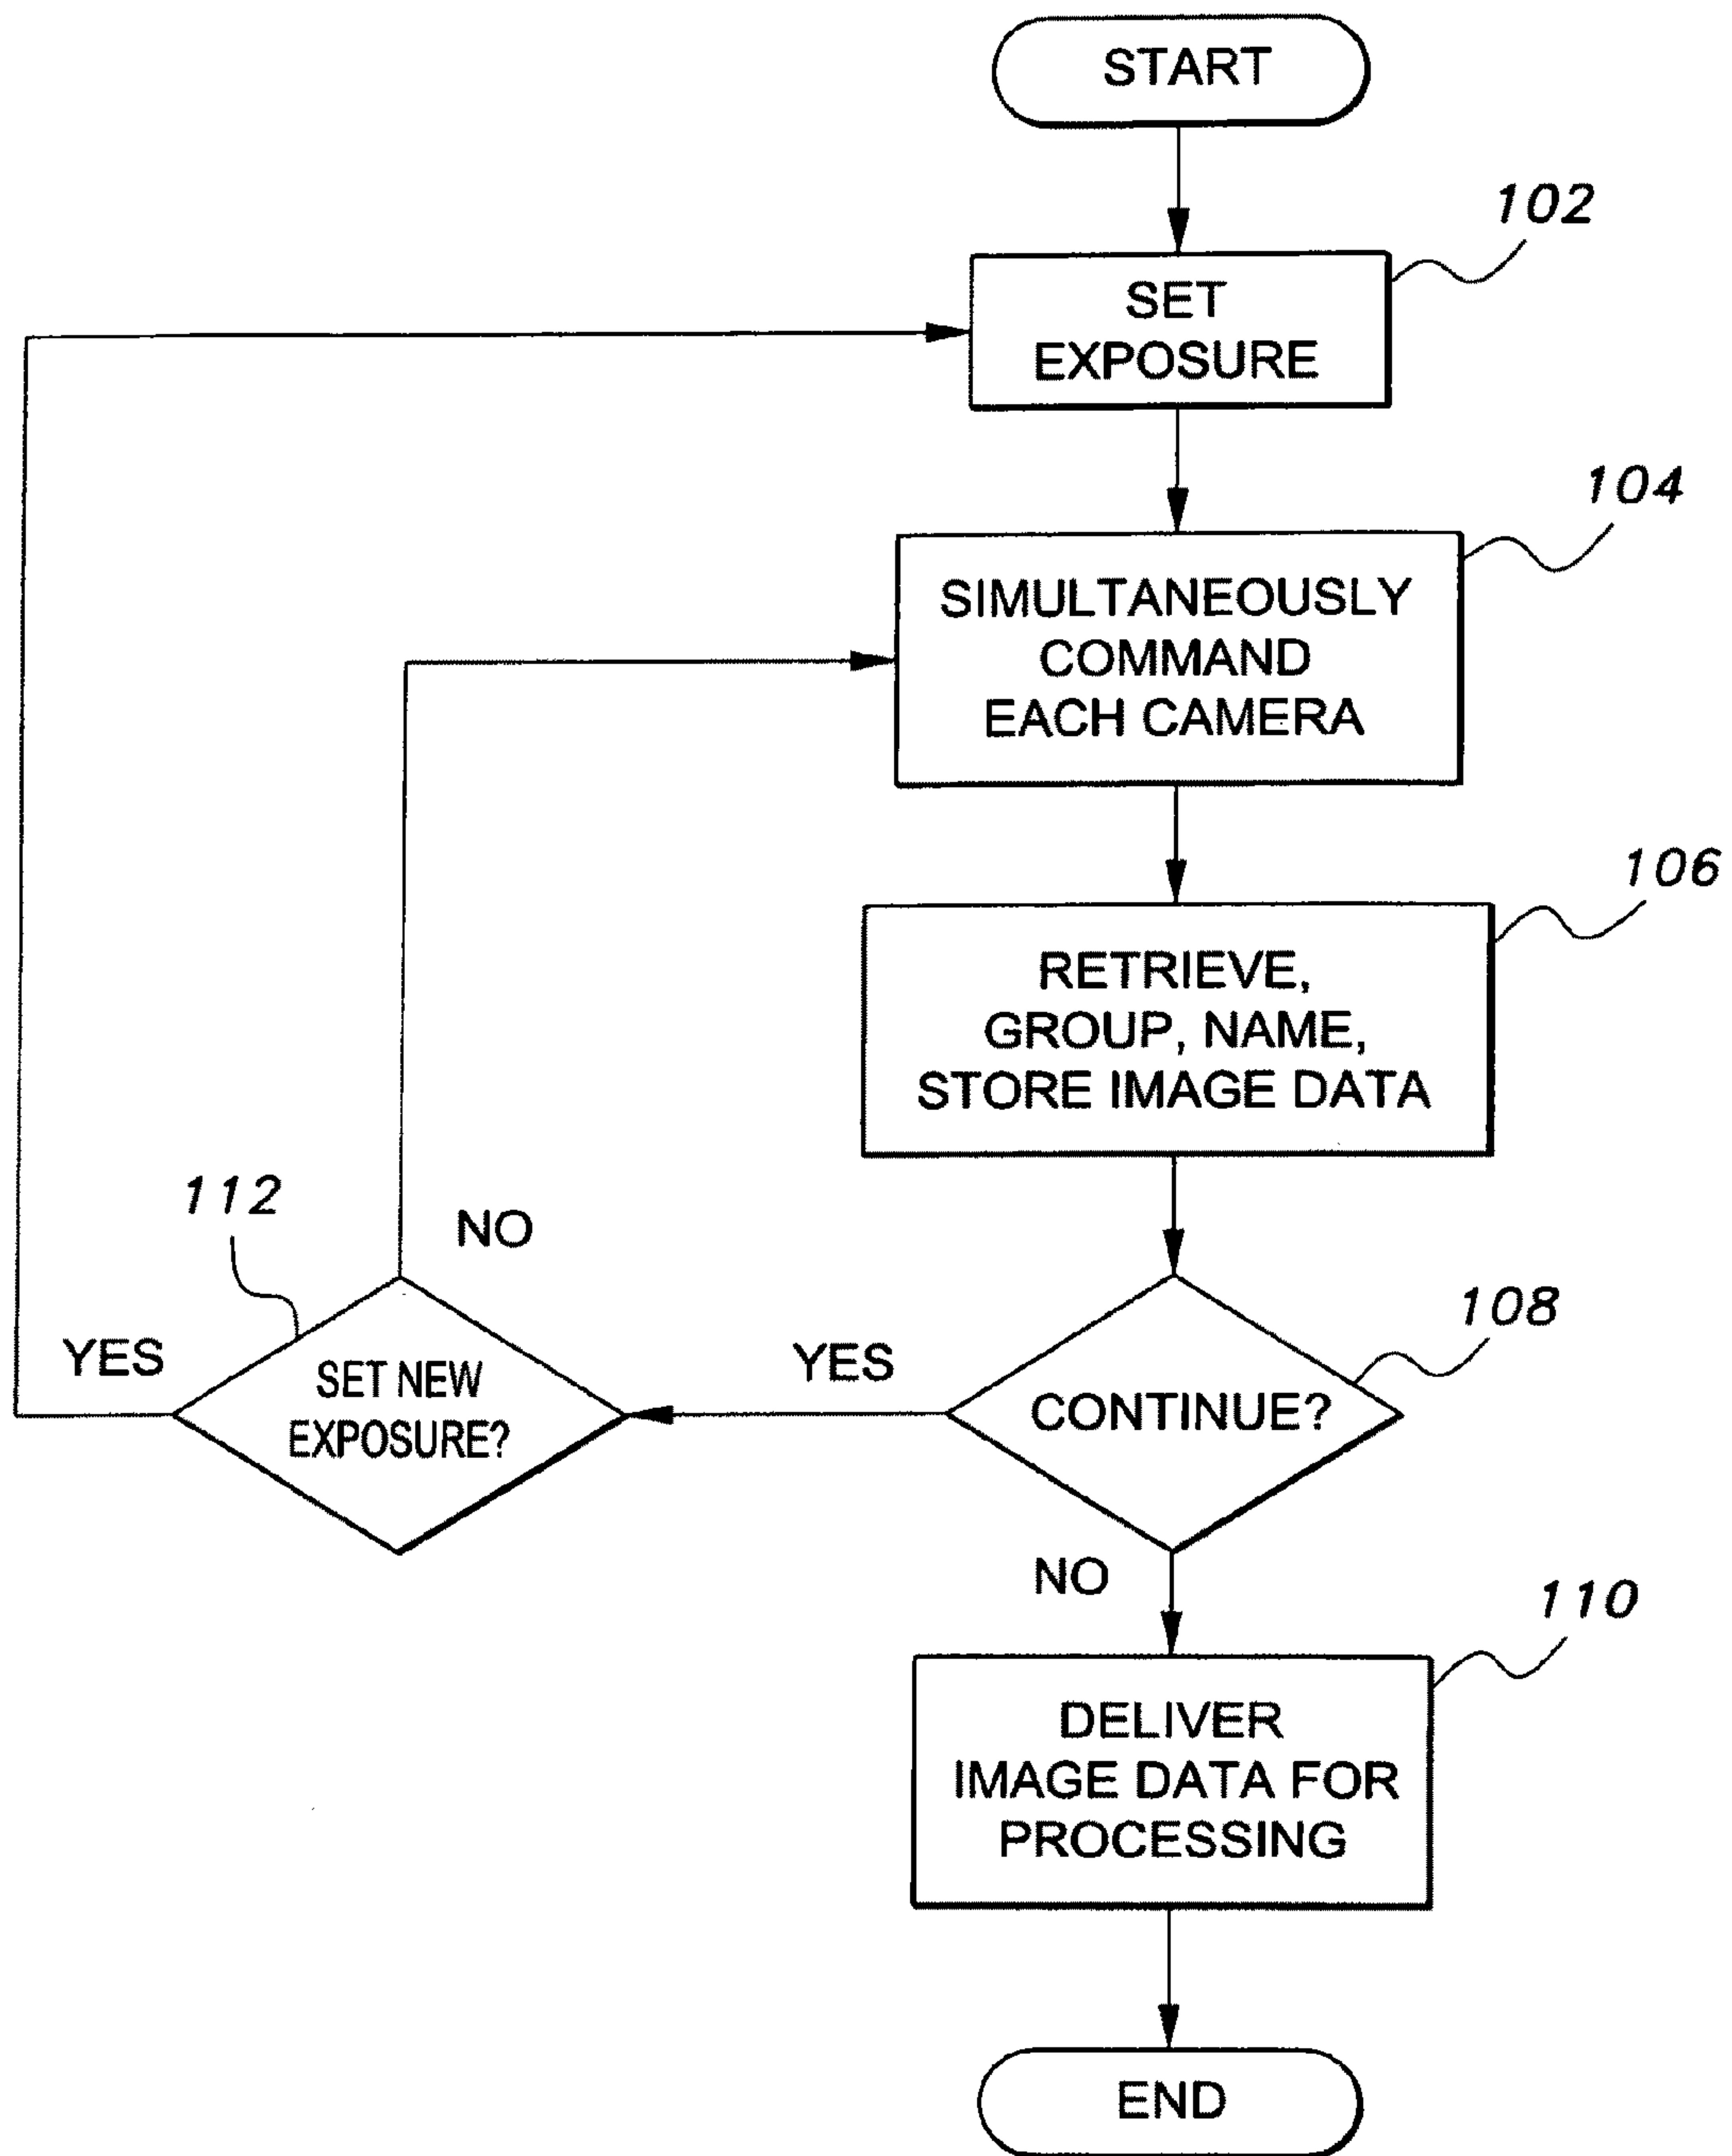 START
102
SET
EXPOSURE
104
SIMULTANEOUSLY
COMMAND
EACH CAMERA
106
RETRIEVE,
GROUP, NAME,
STORE IMAGE DATA
112
NO
108
YES
SET NEW
EXPOSURE?
YES
CONTINUE?
NO
110
DELIVER
IMAGE DATA FOR
PROCESSING
END